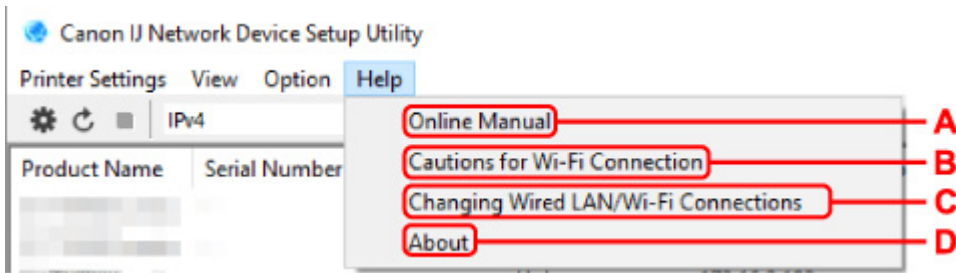 Canon IJ Network Device Setup Utility
Printer Settings View Option Help
IPv4 Online Manual A
Cautions for Wi-Fi Connection B
Product Name Serial Number
Changing Wired LAN/Wi-Fi Connections C
About D